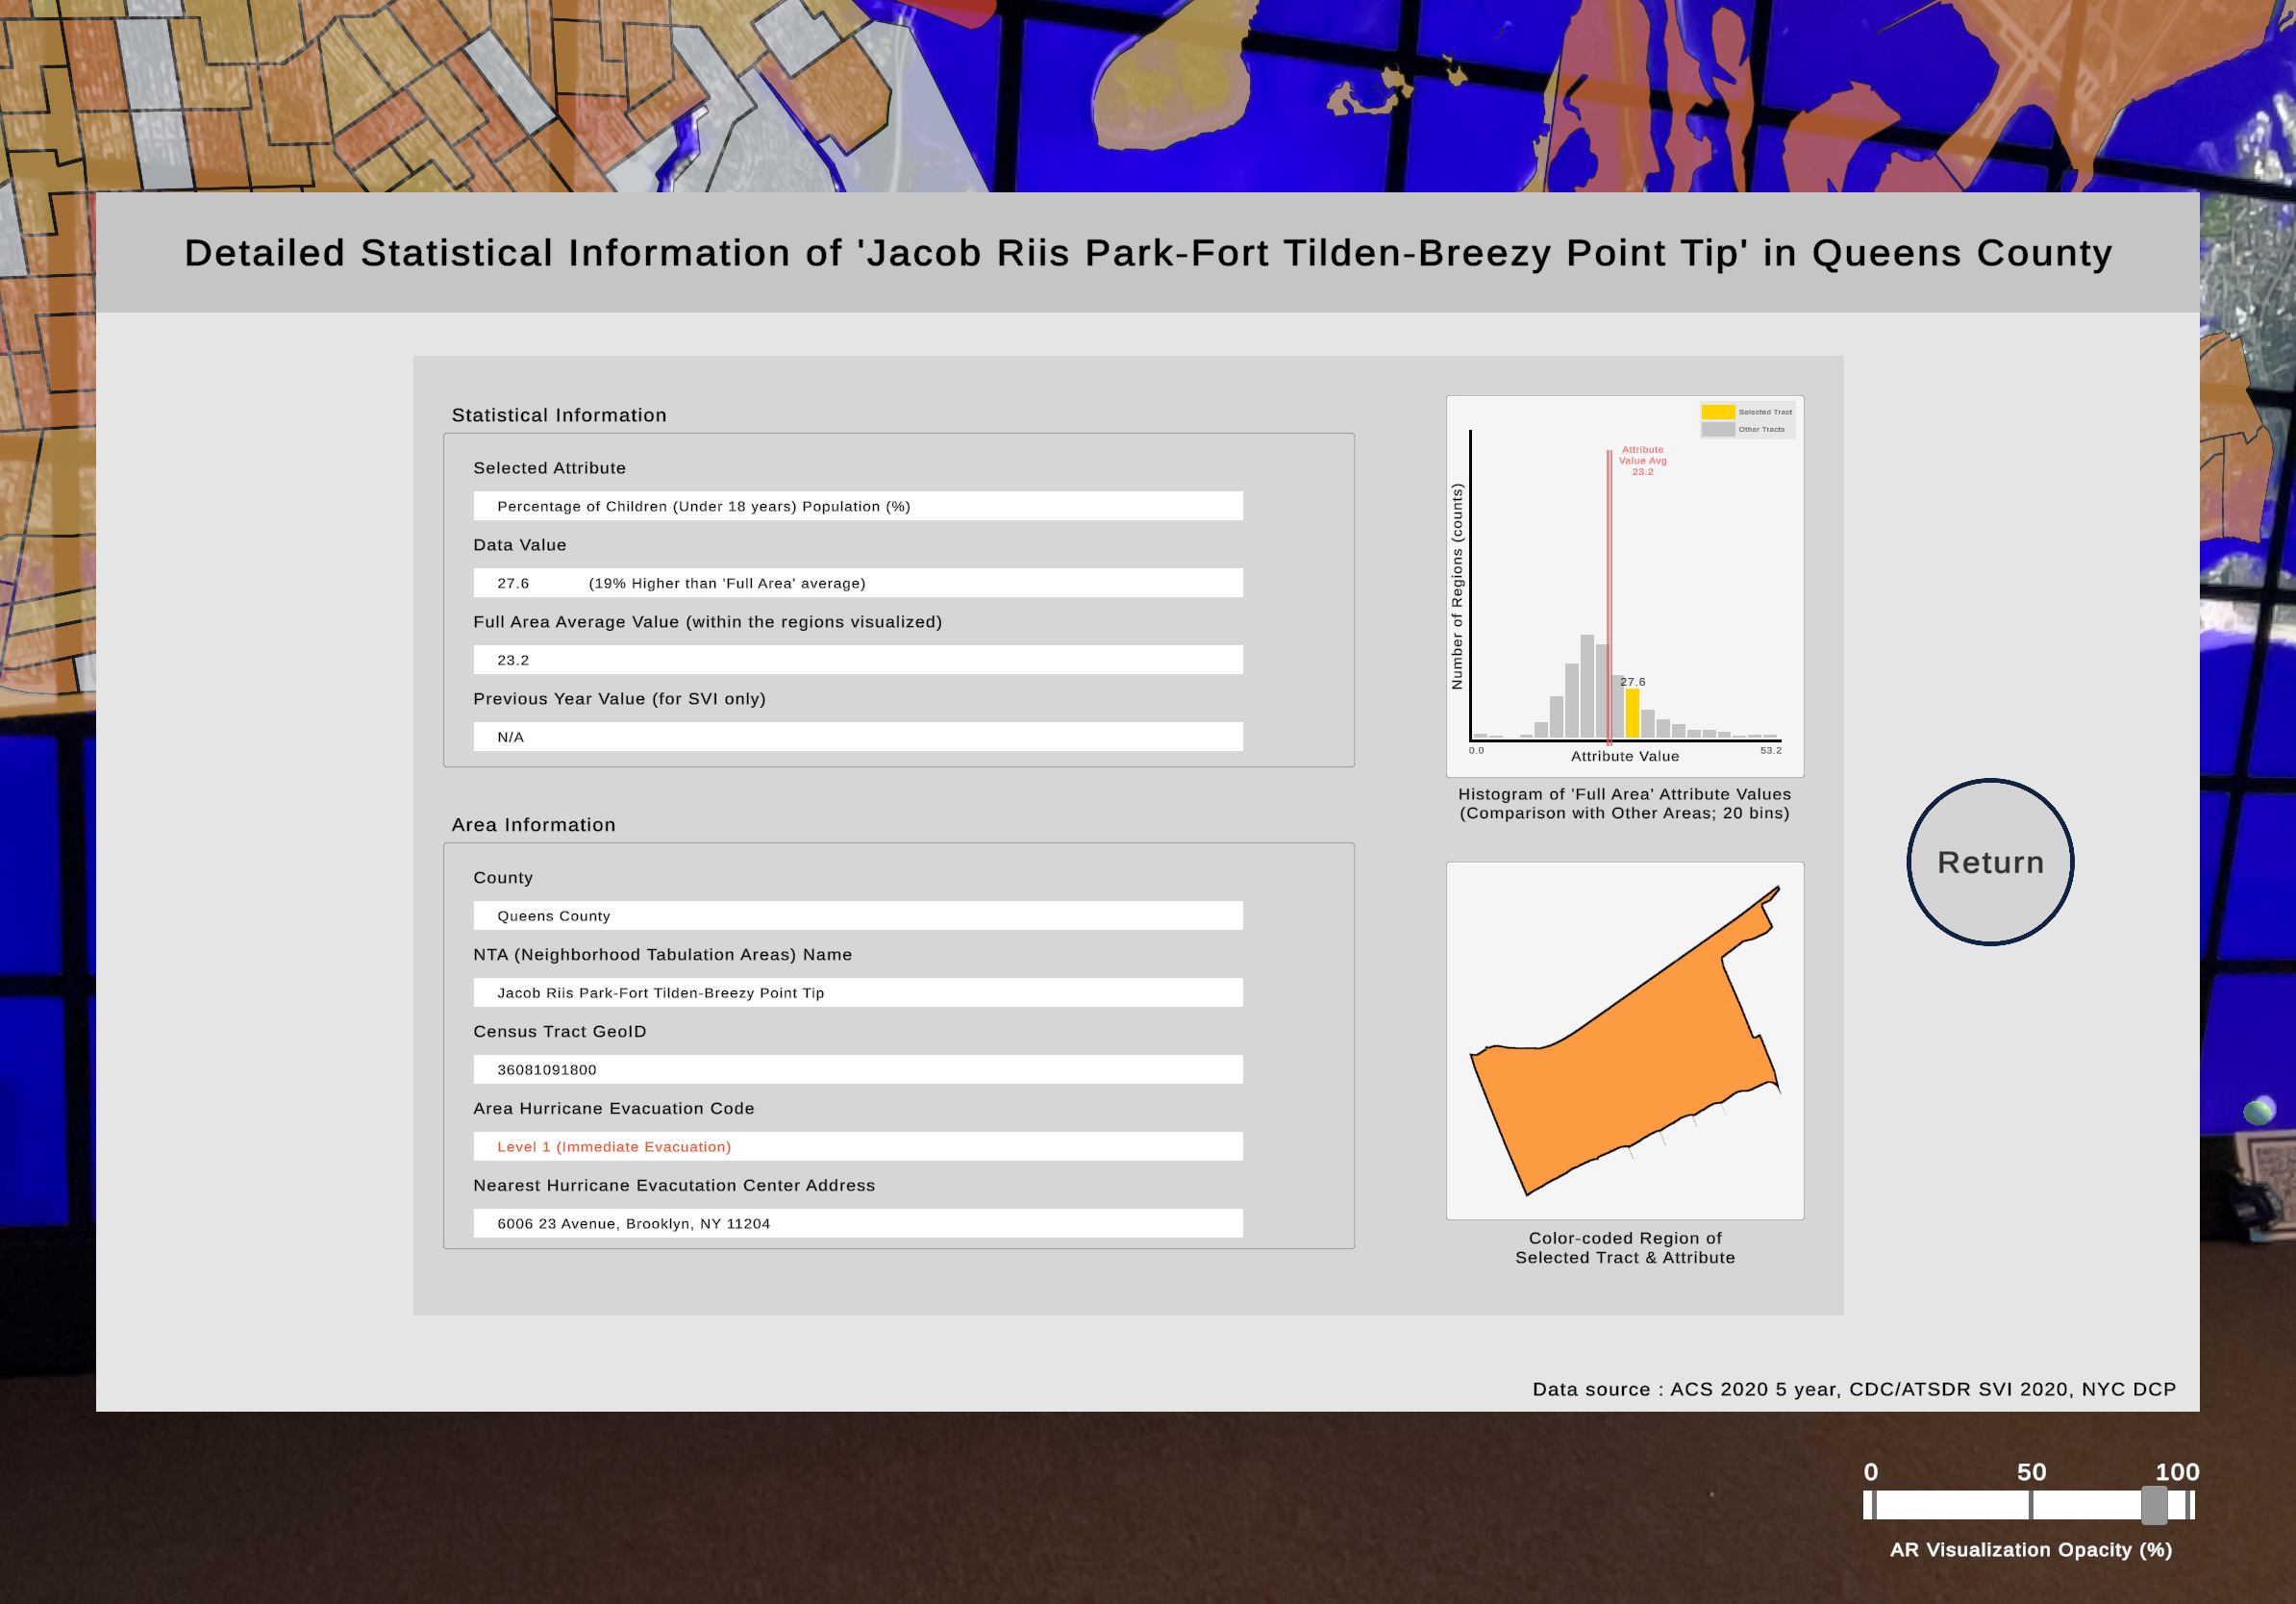 Detailed Statistical Information of 'Jacob Riis Park-Fort Tilden-Breezy Point Tip' in Queens County
Statistical Information
Selected Attribute
Percentage of Children (Under 18 years) Population (%)
Data Value
27.6 (19% Higher than 'Full Area' average)
Full Area Average Value (within the regions visualized)
23.2
Previous Year Value (for SVI only)
N/A
Area Information
County
Queens County
NTA (Neighborhood Tabulation Areas) Name
Jacob Riis Park-Fort Tilden-Breezy Point Tip
Census Tract GeoID
36081091800
Area Hurricane Evacuation Code
Level 1 (Immediate Evacuation)
Nearest Hurricane Evacutation Center Address
6006 23 Avenue, Brooklyn, NY 11204
Selected Tract
Other Tracts
Attribute
Value Avg
23.2
Number of Regions (counts)
27.6
0.0
53.2
Attribute Value
Histogram of 'Full Area' Attribute Values
(Comparison with Other Areas; 20 bins)
Color-coded Region of
Selected Tract & Attribute
Return
Data source : ACS 2020 5 year, CDC/ATSDR SVI 2020, NYC DCP
0 50 100
AR Visualization Opacity (%)